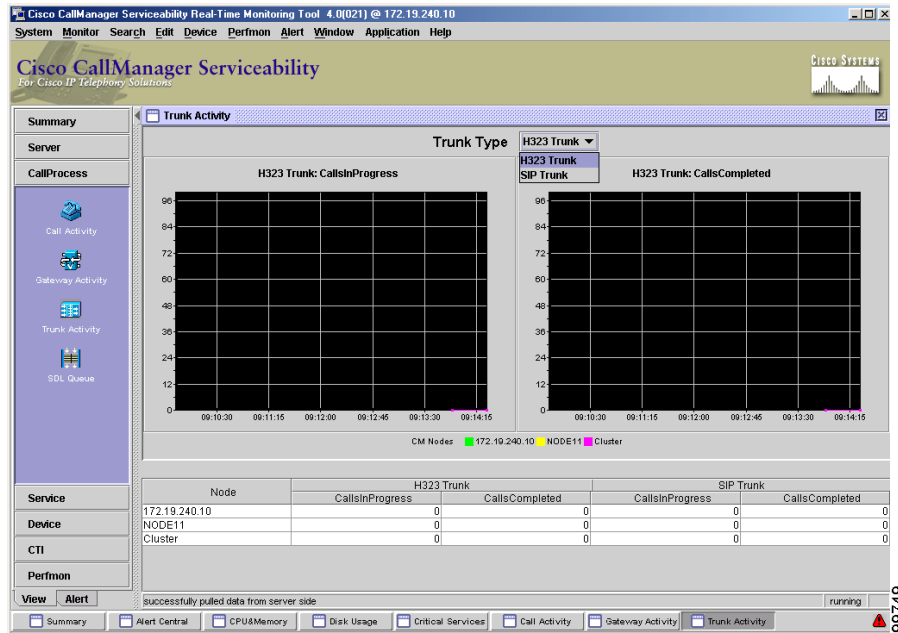 Cisco CallManager Serviceability Real-Time Monitoring Tool 4.0[021] @ 172.19.240.10
System Monitor Search Edit Device Perfmon Alert Window Application Help
Cisco CallManager Serviceability
For Cisco IP Telephony Solutions
CISCO SYSTEMS
Summary
Server
CallProcess
Call Activity
Gateway Activity
Trunk Activity
SDL Queue
Service
Device
CTI
Perfmon
View Alert
Trunk Activity
Trunk Type H323 Trunk
H323 Trunk
SIP Trunk
H323 Trunk: CallsInProgress
96
84
72
60
48
36
24
12
0
09:10:30 09:11:15 09:12:00 09:12:45 09:13:30 09:14:15
H323 Trunk: CallsCompleted
96
84
72
60
48
36
24
12
0
09:10:30 09:11:15 09:12:00 09:12:45 09:13:30 09:14:15
CM Nodes 172.19.240.10 NODE11 Cluster
Node H323 Trunk SIP Trunk
CallsInProgress CallsCompleted CallsInProgress CallsCompleted
172.19.240.10 0 0 0 0
NODE11 0 0 0 0
Cluster 0 0 0 0
successfully pulled data from server side running
Summary Alert Central CPU&Memory Disk Usage Critical Services Call Activity Gateway Activity Trunk Activity
99749